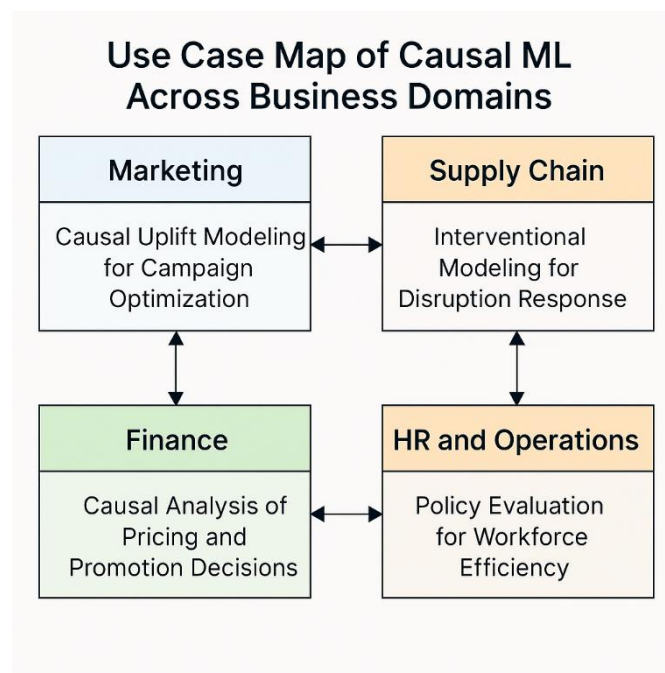 Use Case Map of Causal ML
Across Business Domains
Marketing
Causal Uplift Modeling
for Campaign
Optimization
Supply Chain
Interventional
Modeling for
Disruption Response
Finance
Causal Analysis of
Pricing and
Promotion Decisions
HR and Operations
Policy Evaluation
for Workforce
Efficiency